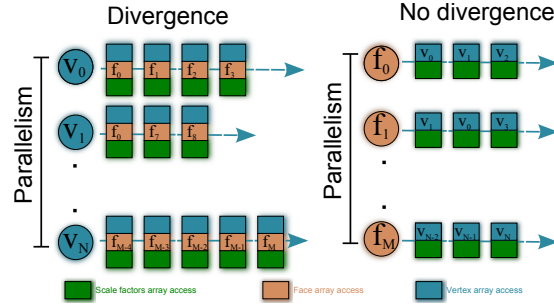 Divergence
No divergence
Parallelism
v0 f0 f1 f2 f3
v1 f0 f7 f8
. 
.
vN fM-4 fM-3 fM-2 fM-1 fM
Parallelism
f0 v0 v1 v2
f1 v1 v0 v3
.
.
fM vN-2 vN-1 vN
Scale factors array access
Face array access
Vertex array access